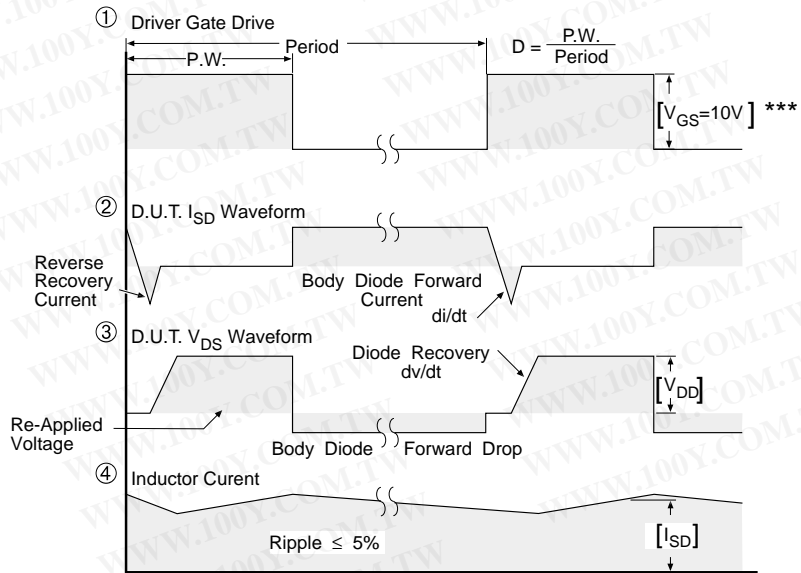 ① Driver Gate Drive
P.W.
Period
D = P.W. / Period
[VGS=10V] ***
② D.U.T. ISD Waveform
Reverse
Recovery
Current
Body Diode Forward
Current
di/dt
③ D.U.T. VDS Waveform
Diode Recovery
dv/dt
[VDD]
Re-Applied
Voltage
Body Diode Forward Drop
④ Inductor Curent
Ripple ≤ 5%
[ISD]
WWW.100Y.COM.TW